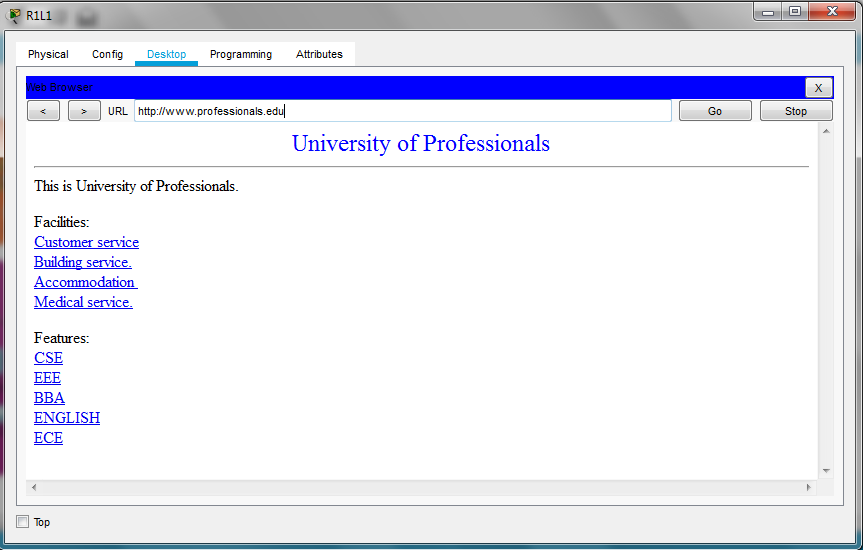 R1L1
Physical Config Desktop Programming Attributes
Web Browser X
< > URL http://www.professionals.edu Go Stop
University of Professionals
This is University of Professionals.
Facilities:
Customer service
Building service.
Accommodation
Medical service.
Features:
CSE
EEE
BBA
ENGLISH
ECE
Top